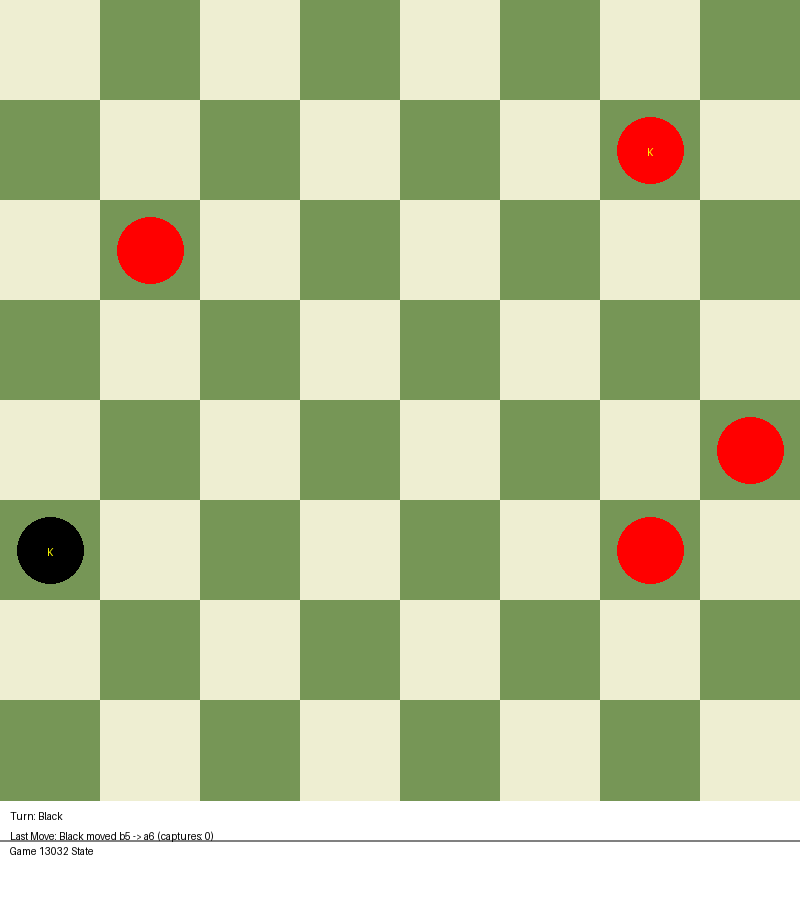 K
K
Turn: Black
Last Move: Black moved b5 -> a6 (captures: 0)
Game 13032 State